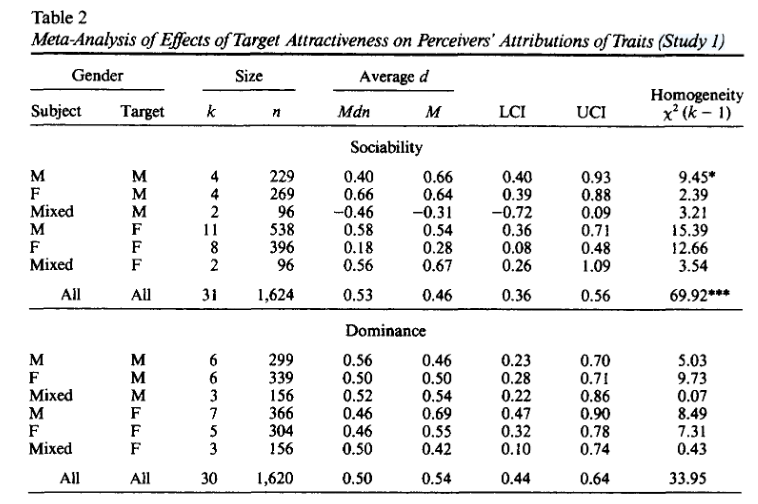 Table 2
Meta-Analysis of Effects of Target Attractiveness on Perceivers' Attributions of Traits (Study 1)
Gender Size Average d
Homogeneity
Subject Target k n Mdn M LCI UCI χ² (k − 1)
Sociability
M M 4 229 0.40 0.66 0.40 0.93 9.45*
F M 4 269 0.66 0.64 0.39 0.88 2.39
Mixed M 2 96 −0.46 −0.31 −0.72 0.09 3.21
M F 11 538 0.58 0.54 0.36 0.71 15.39
F F 8 396 0.18 0.28 0.08 0.48 12.66
Mixed F 2 96 0.56 0.67 0.26 1.09 3.54
All All 31 1,624 0.53 0.46 0.36 0.56 69.92***
Dominance
M M 6 299 0.56 0.46 0.23 0.70 5.03
F M 6 339 0.50 0.50 0.28 0.71 9.73
Mixed M 3 156 0.52 0.54 0.22 0.86 0.07
M F 7 366 0.46 0.69 0.47 0.90 8.49
F F 5 304 0.46 0.55 0.32 0.78 7.31
Mixed F 3 156 0.50 0.42 0.10 0.74 0.43
All All 30 1,620 0.50 0.54 0.44 0.64 33.95